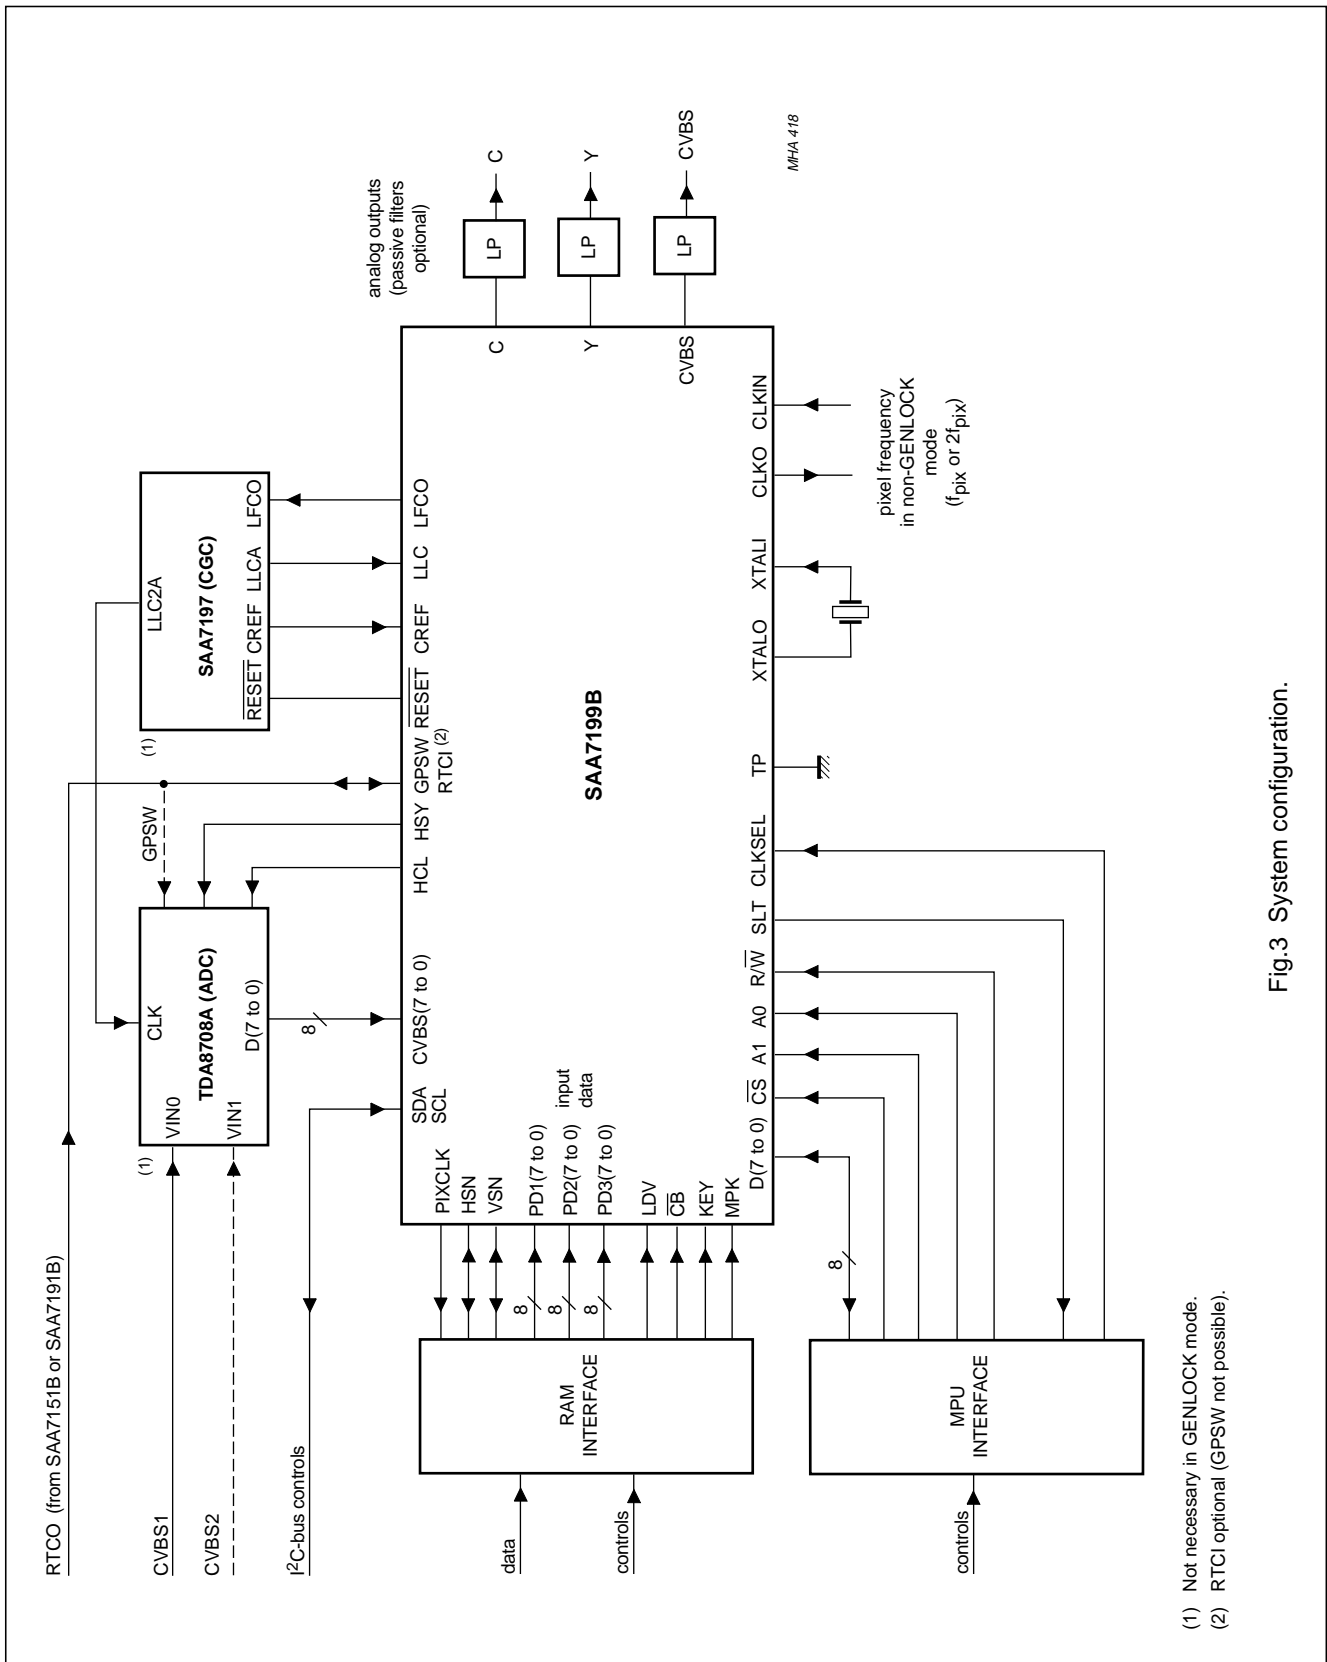 RTCO (from SAA7151B or SAA7191B)
CVBS1
CVBS2
I2C-bus controls
data
controls
controls
(1)
VIN0
VIN1
TDA8708A (ADC)
CLK
D(7 to 0)
GPSW
(1)
LLC2A
SAA7197 (CGC)
RESET
CREF
LLCA
LFCO
8
SDA
SCL
CVBS(7 to 0)
HCL
HSY
GPSW
RTCI (2)
RESET
CREF
LLC
LFCO
RAM
INTERFACE
8
8
8
PIXCLK
HSN
VSN
PD1(7 to 0)
PD2(7 to 0)
PD3(7 to 0)
input
data
LDV
CB
KEY
MPK
SAA7199B
C
Y
CVBS
analog outputs
(passive filters
optional)
LP
C
LP
Y
LP
CVBS
MHA 418
D(7 to 0)
CS
A1
A0
R/W
SLT
CLKSEL
TP
XTALO
XTALI
CLKO
CLKIN
8
MPU
INTERFACE
pixel frequency
in non-GENLOCK
mode
(fpix or 2fpix)
(1) Not necessary in GENLOCK mode.
(2) RTCI optional (GPSW not possible).
Fig.3 System configuration.